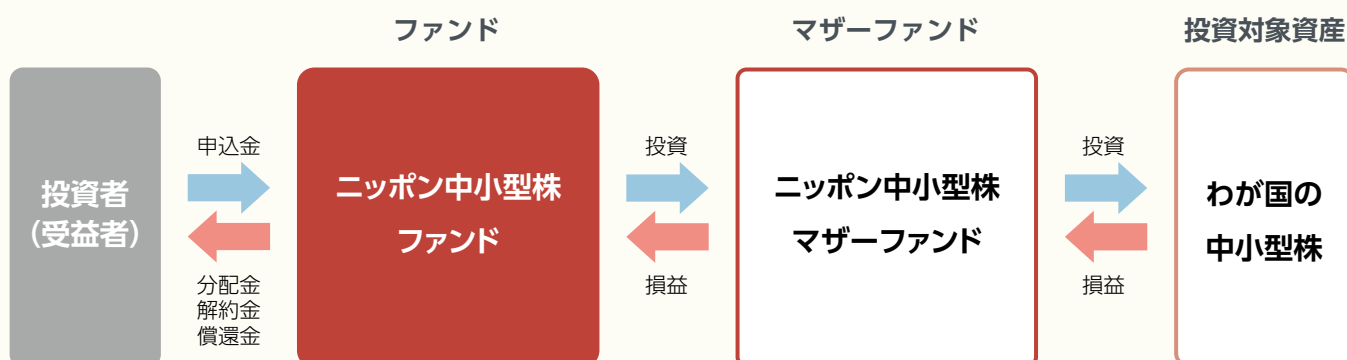 ファンド
マザーファンド
投資対象資産
投資者
（受益者）
申込金
分配金
解約金
償還金
ニッポン中小型株
ファンド
投資
損益
ニッポン中小型株
マザーファンド
投資
損益
わが国の
中小型株